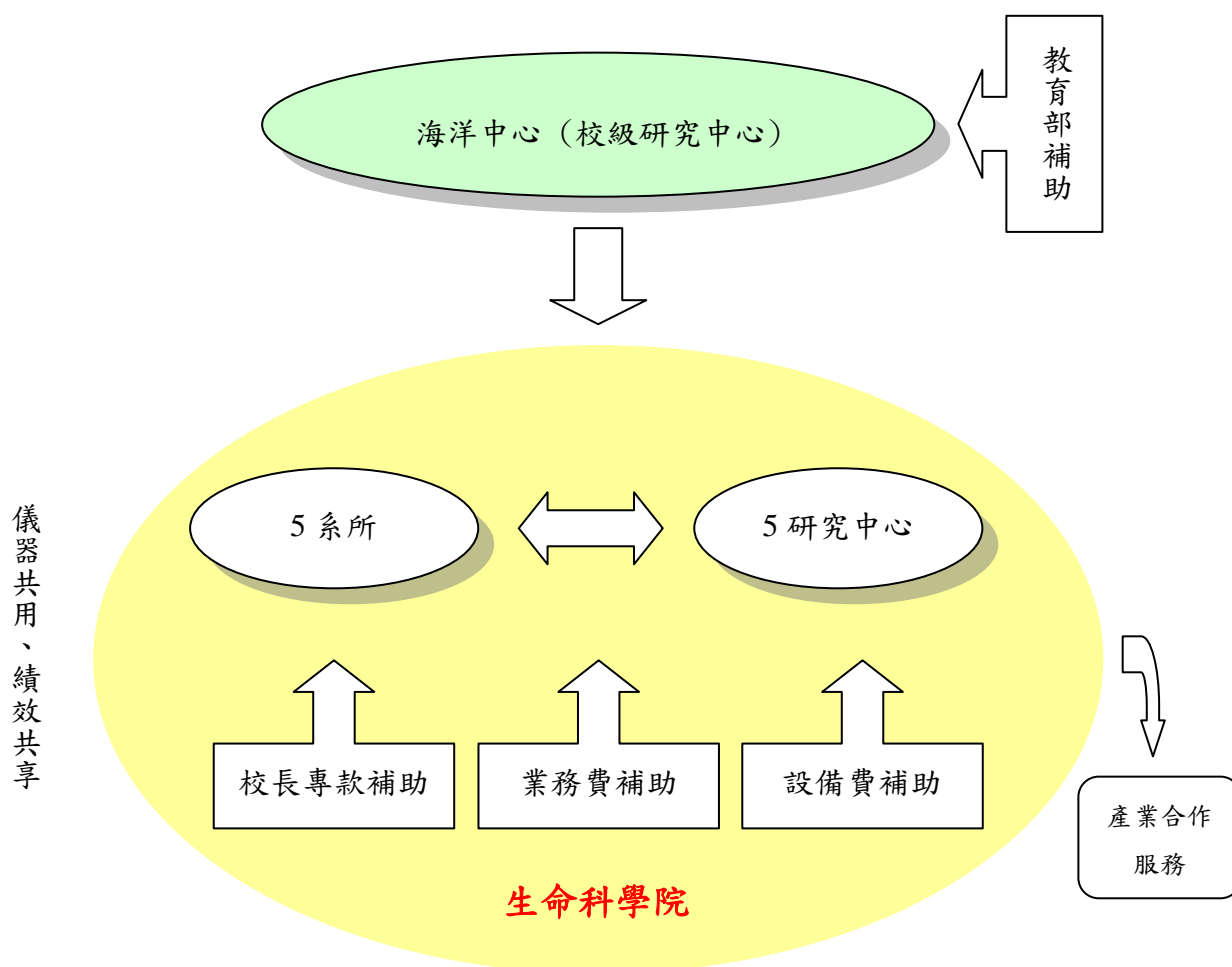 海洋中心（校級研究中心）
教育部補助
5 系所
5 研究中心
儀器共用、績效共享
校長專款補助
業務費補助
設備費補助
產業合作
服務
生命科學院